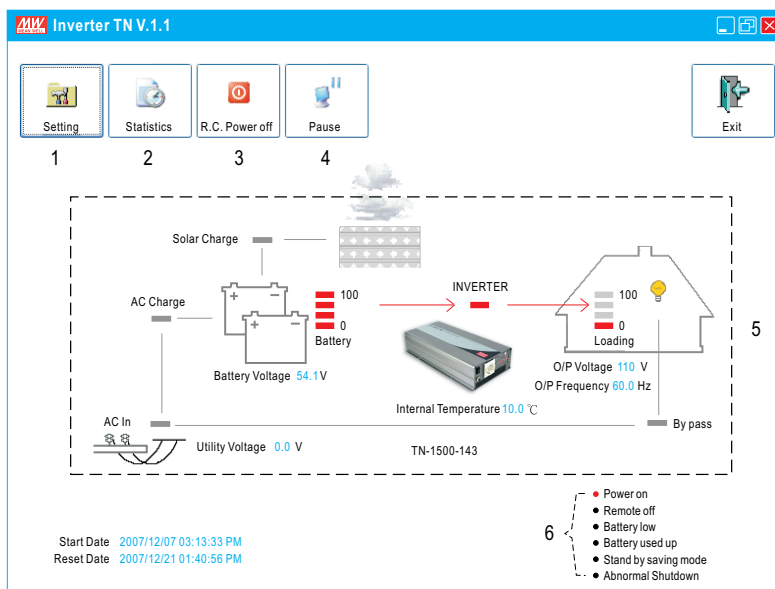 MW
MEAN WELL
Inverter TN V.1.1
Setting
Statistics
R.C. Power off
Pause
Exit
1
2
3
4
Solar Charge
AC Charge
100
0
Battery
Battery Voltage 54.1V
INVERTER
Internal Temperature 10.0 ℃
100
0
Loading
O/P Voltage 110 V
O/P Frequency 60.0 Hz
5
AC In
Utility Voltage 0.0 V
By pass
TN-1500-143
6
Power on
Remote off
Battery low
Battery used up
Stand by saving mode
Abnormal Shutdown
Start Date 2007/12/07 03:13:33 PM
Reset Date 2007/12/21 01:40:56 PM